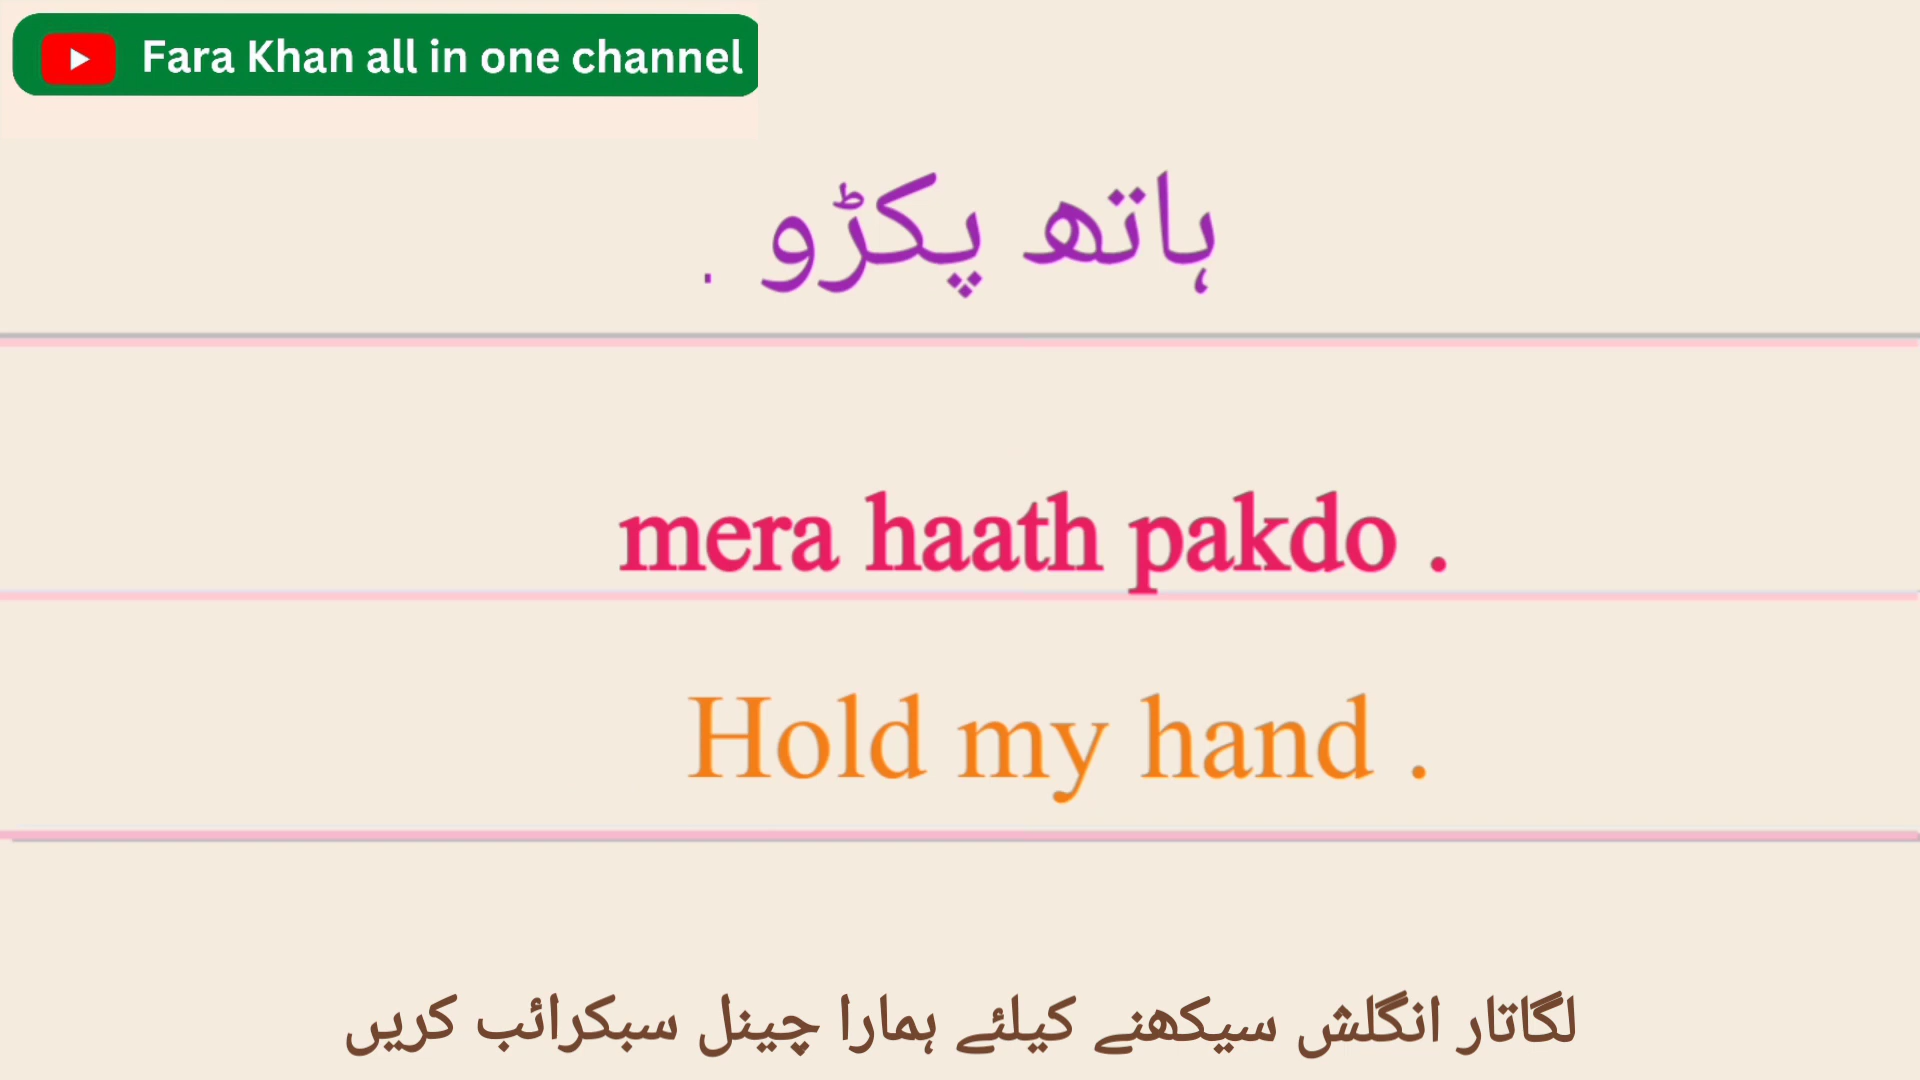 Fara Khan all in one channel
ہاتھ پکڑو .
mera haath pakdo .
Hold my hand .
لگاتار انگلش سیکھنے کیلئے ہمارا چینل سبکرائب کریں